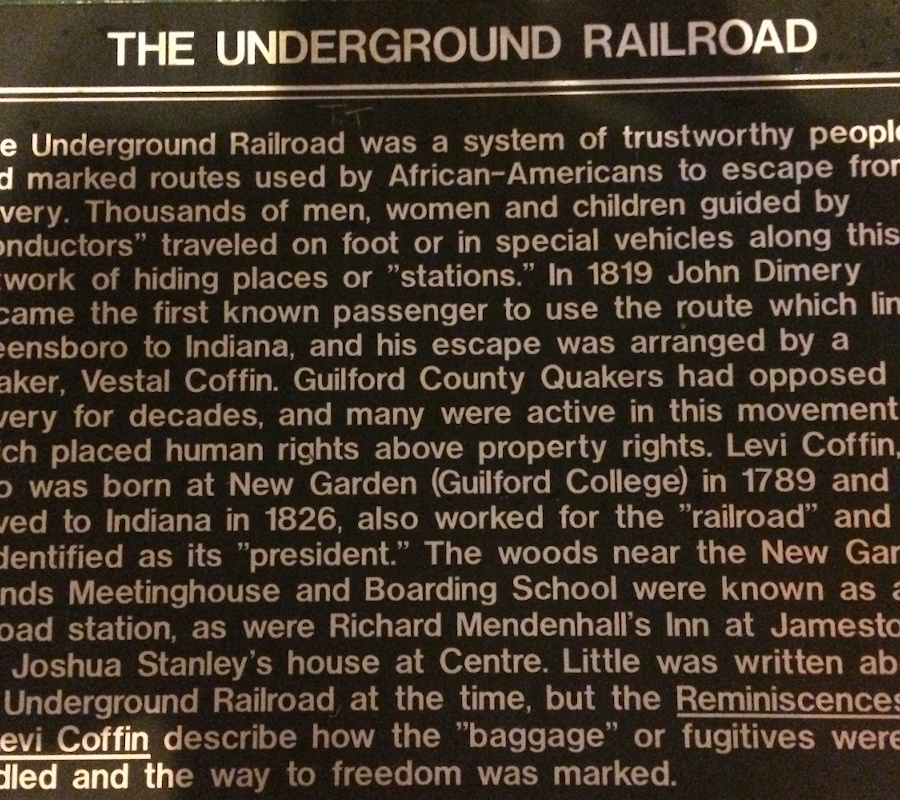 THE UNDERGROUND RAILROAD
e Underground Railroad was a system of trustworthy people
d marked routes used by African-Americans to escape fro
very. Thousands of men, women and children guided by
onductors” traveled on foot or in special vehicles along this
twork of hiding places or ”stations.” In 1819 John Dimery
came the first known passenger to use the route which lin
eensboro to Indiana, and his escape was arranged by a
aker, Vestal Coffin. Guilford County Quakers had opposed
very for decades, and many were active in this movement
ich placed human rights above property rights. Levi Coffin,
o was born at New Garden (Guilford College) in 1789 and
ved to Indiana in 1826, also worked for the ”railroad” and
dentified as its ”president.” The woods near the New Gar
nds Meetinghouse and Boarding School were known as a
oad station, as were Richard Mendenhall’s Inn at Jamesto
Joshua Stanley’s house at Centre. Little was written ab
Underground Railroad at the time, but the Reminiscences
evi Coffin describe how the ”baggage” or fugitives were
dled and the way to freedom was marked.